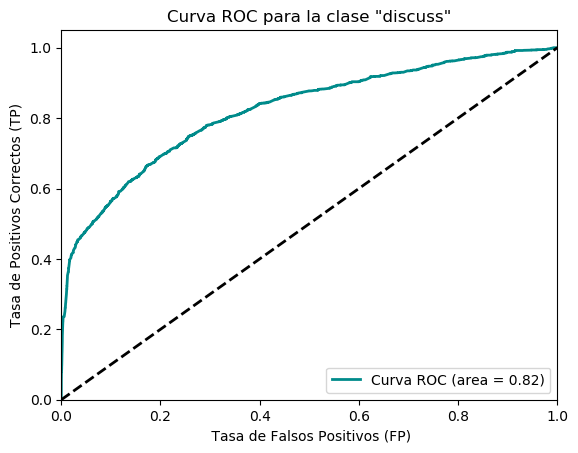 Curva ROC para la clase "discuss"
Tasa de Positivos Correctos (TP)
1.0
0.8
0.6
0.4
0.2
0.0
0.0 0.2 0.4 0.6 0.8 1.0
Tasa de Falsos Positivos (FP)
Curva ROC (area = 0.82)